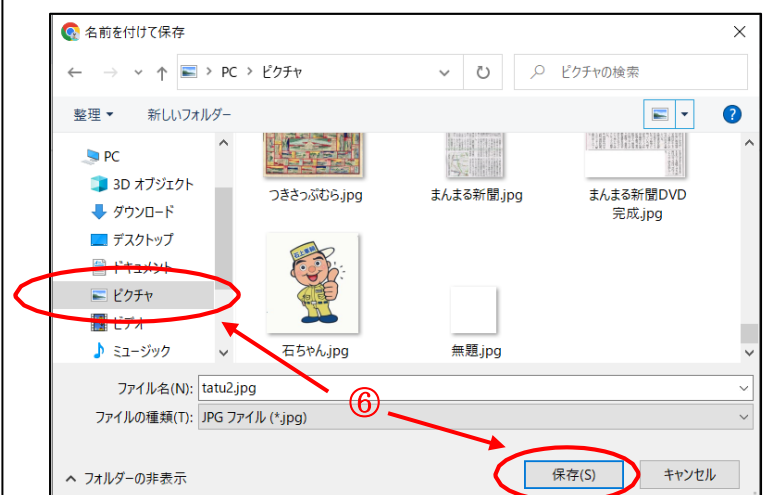 名前を付けて保存
PC > ピクチャ
ピクチャの検索
整理
新しいフォルダー
PC
3D オブジェクト
ダウンロード
デスクトップ
ドキュメント
ピクチャ
ビデオ
ミュージック
つきさっぷむら.jpg
まんまる新聞.jpg
まんまる新聞DVD
完成.jpg
石ちゃん.jpg
無題.jpg
ファイル名(N): tatu2.jpg
ファイルの種類(T): JPG ファイル (*.jpg)
⑥
フォルダーの非表示
保存(S)
キャンセル